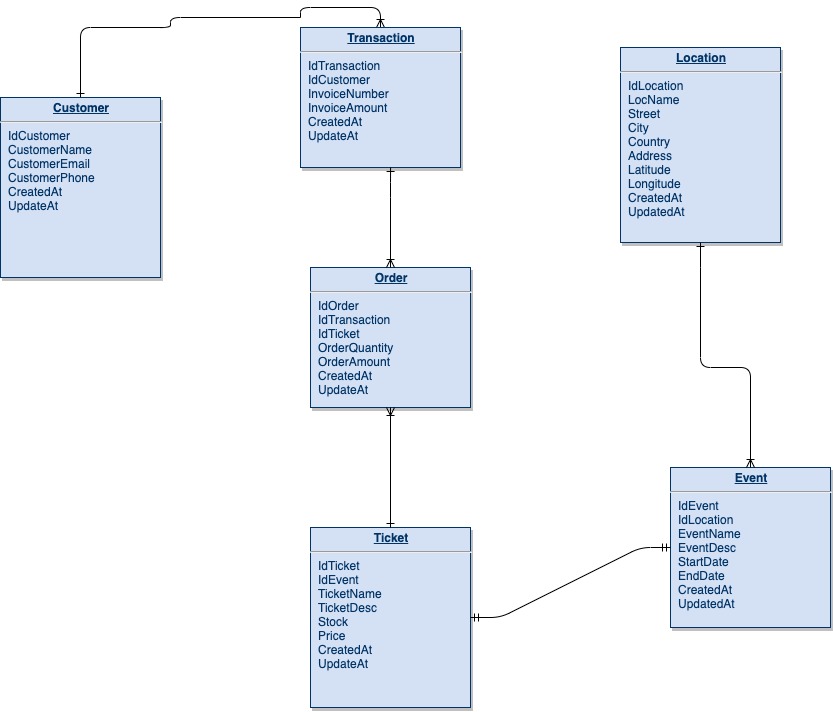 Transaction
IdTransaction
IdCustomer
InvoiceNumber
InvoiceAmount
CreatedAt
UpdateAt
Location
IdLocation
LocName
Street
City
Country
Address
Latitude
Longitude
CreatedAt
UpdatedAt
Customer
IdCustomer
CustomerName
CustomerEmail
CustomerPhone
CreatedAt
UpdateAt
Order
IdOrder
IdTransaction
IdTicket
OrderQuantity
OrderAmount
CreatedAt
UpdateAt
Event
IdEvent
IdLocation
EventName
EventDesc
StartDate
EndDate
CreatedAt
UpdatedAt
Ticket
IdTicket
IdEvent
TicketName
TicketDesc
Stock
Price
CreatedAt
UpdateAt